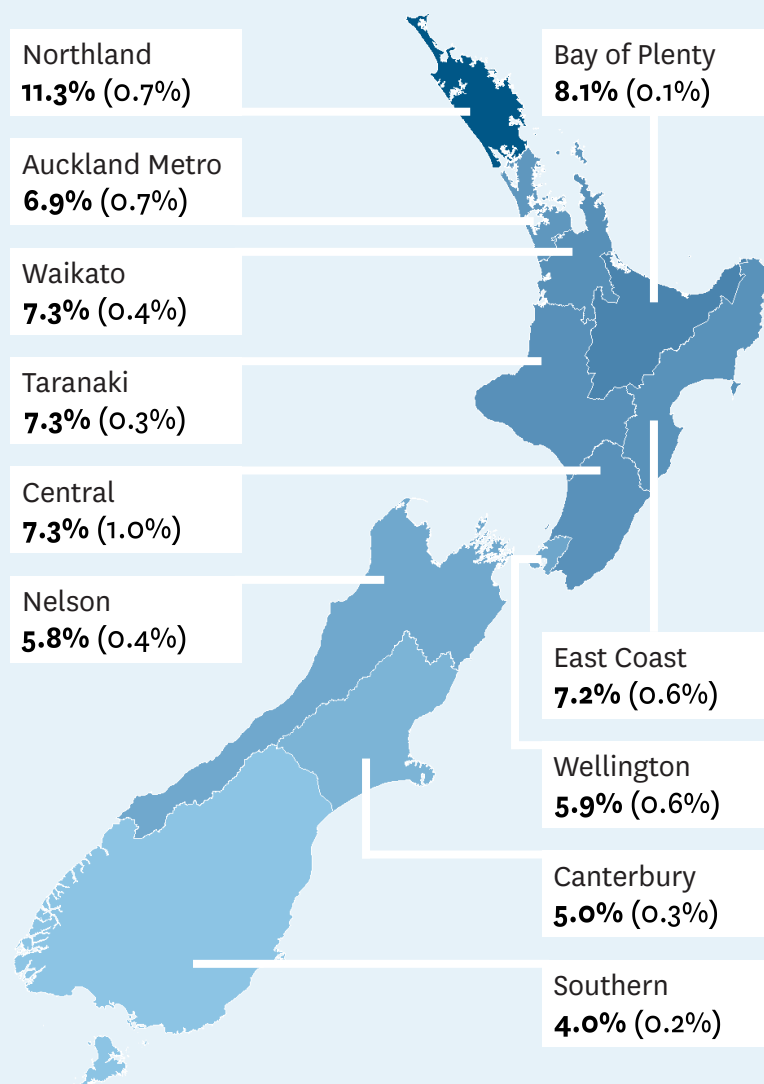 Northland
11.3% (0.7%)
Bay of Plenty
8.1% (0.1%)
Auckland Metro
6.9% (0.7%)
Waikato
7.3% (0.4%)
Taranaki
7.3% (0.3%)
Central
7.3% (1.0%)
Nelson
5.8% (0.4%)
East Coast
7.2% (0.6%)
Wellington
5.9% (0.6%)
Canterbury
5.0% (0.3%)
Southern
4.0% (0.2%)